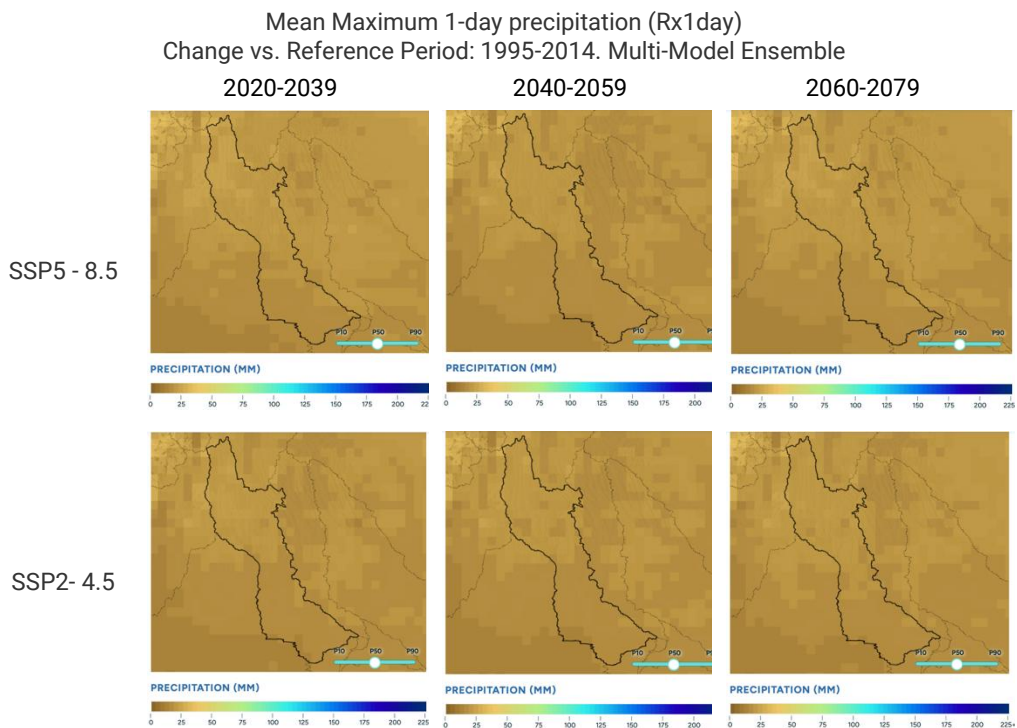 Mean Maximum 1-day precipitation (Rx1day)
Change vs. Reference Period: 1995-2014. Multi-Model Ensemble
2020-2039 2040-2059 2060-2079
SSP5 - 8.5
P10 P50 P90 P10 P50 P9 P10 P50 P90
PRECIPITATION (MM) PRECIPITATION (MM) PRECIPITATION (MM)
0 25 50 75 100 125 150 175 200 22 0 25 50 75 100 125 150 175 200 0 25 50 75 100 125 150 175 200 225
SSP2- 4.5
P10 P50 P90 P10 P50 P9 P10 P50 P90
PRECIPITATION (MM) PRECIPITATION (MM) PRECIPITATION (MM)
0 25 50 75 100 125 150 175 200 225 0 25 50 75 100 125 150 175 200 0 25 50 75 100 125 150 175 200 225+